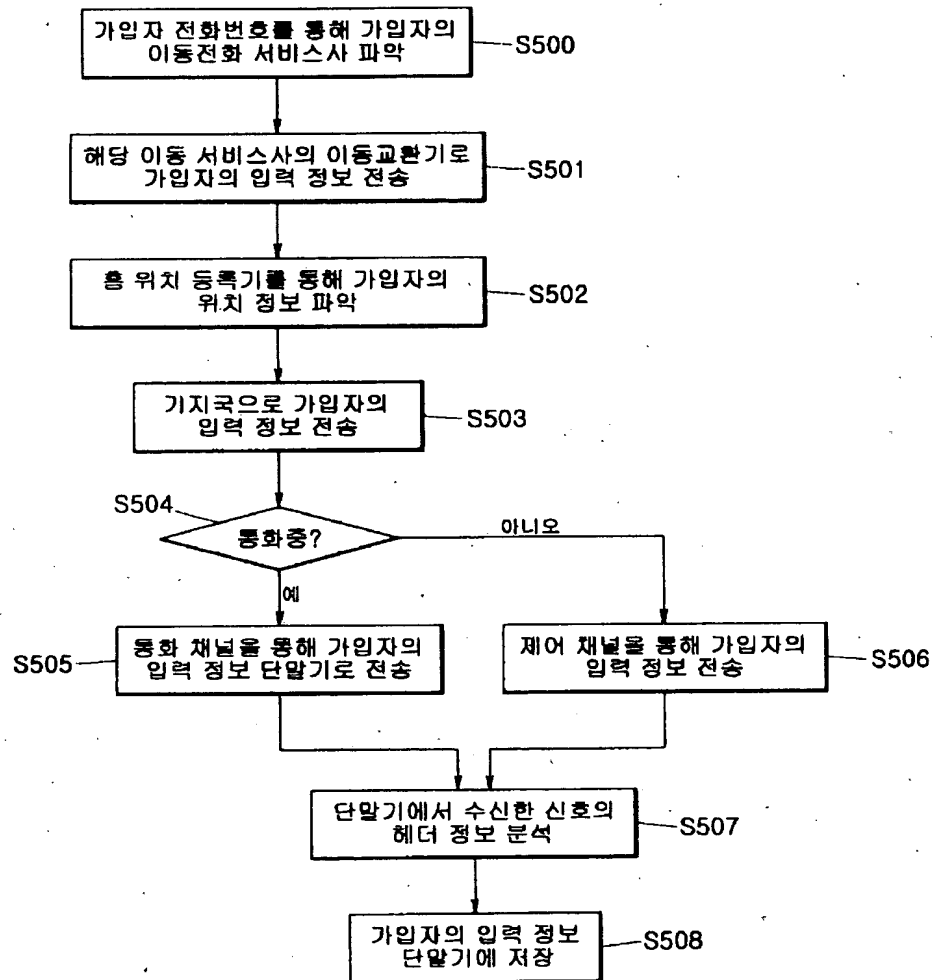 가입자 전화번호를 통해 가입자의
이동전화 서비스사 파악
S500
해당 이동 서비스사의 이동교환기로
가입자의 입력 정보 전송
S501
홈 위치 등록기를 통해 가입자의
위치 정보 파악
S502
기지국으로 가입자의
입력 정보 전송
S503
S504
통화중?
아니오
예
S505
통화 채널을 통해 가입자의
입력 정보 단말기로 전송
제어 채널을 통해 가입자의
입력 정보 전송
S506
단말기에서 수신한 신호의
헤더 정보 분석
S507
가입자의 입력 정보
단말기에 저장
S508